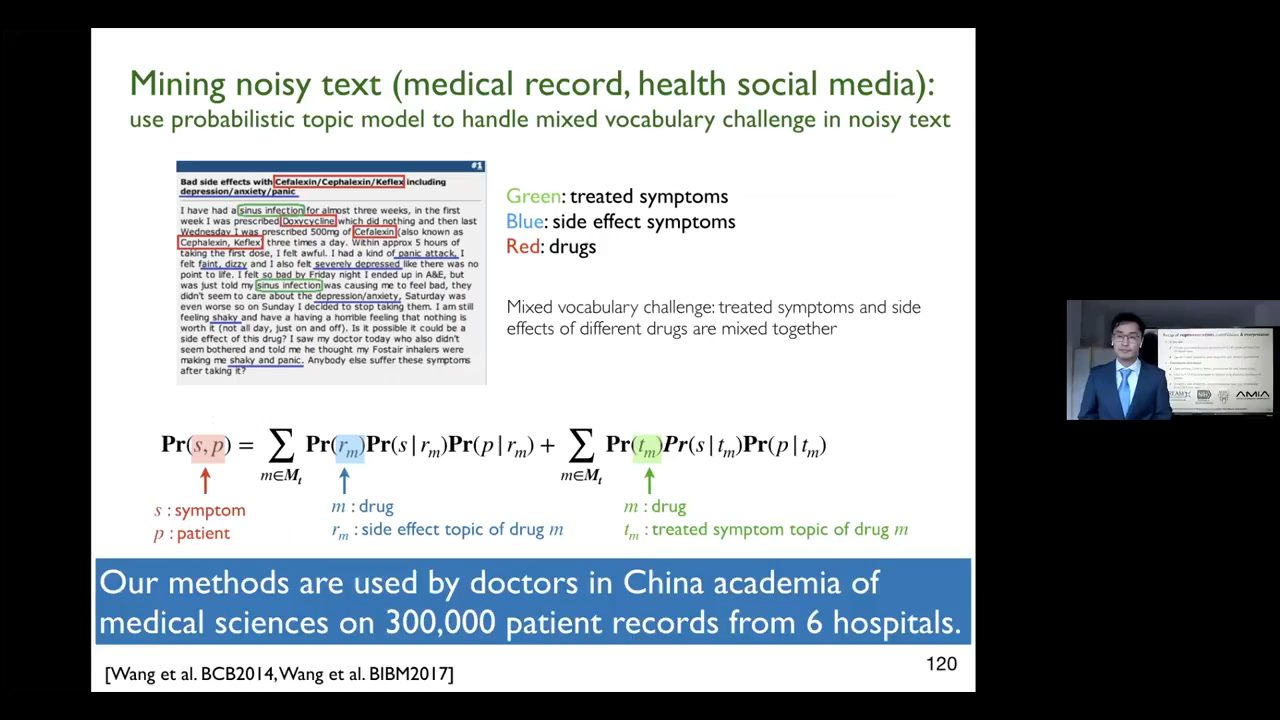 Mining noisy text (medical record, health social media):
use probabilistic topic model to handle mixed vocabulary challenge in noisy text
#1
Bad side effects with Cefalexin/Cephalexin/Keflex including
depression/anxiety/panic
I have had a sinus infection for almost three weeks, in the first
week I was prescribed Doxycycline which did nothing and then last
Wednesday I was prescribed 500mg of Cefalexin (also known as
Cephalexin, Keflex) three times a day. Within approx 5 hours of
taking the first dose, I felt awful. I had a kind of panic attack, I
felt faint, dizzy and I also felt severely depressed like there was no
point to life. I felt so bad by Friday night I ended up in A&E, but
was just told my sinus infection was causing me to feel bad, they
didn't seem to care about the depression/anxiety, Saturday was
even worse so on Sunday I decided to stop taking them. I am still
feeling shaky and have a having a horrible feeling that nothing is
worth it (not all day, just on and off). Is it possible it could be a
side effect of this drug? I saw my doctor today who also didn't
seem bothered and told me he thought my Fostair inhalers were
making me shaky and panic. Anybody else suffer these symptoms
after taking it?
Green: treated symptoms
Blue: side effect symptoms
Red: drugs
Mixed vocabulary challenge: treated symptoms and side
effects of different drugs are mixed together
Pr(s, p) = ∑ Pr(r_m)Pr(s | r_m)Pr(p | r_m) + ∑ Pr(t_m)Pr(s | t_m)Pr(p | t_m)
m∈M_t m∈M_t
s : symptom
p : patient
m : drug
r_m : side effect topic of drug m
m : drug
t_m : treated symptom topic of drug m
Our methods are used by doctors in China academia of
medical sciences on 300,000 patient records from 6 hospitals.
[Wang et al. BCB2014, Wang et al. BIBM2017]
120
AMIA